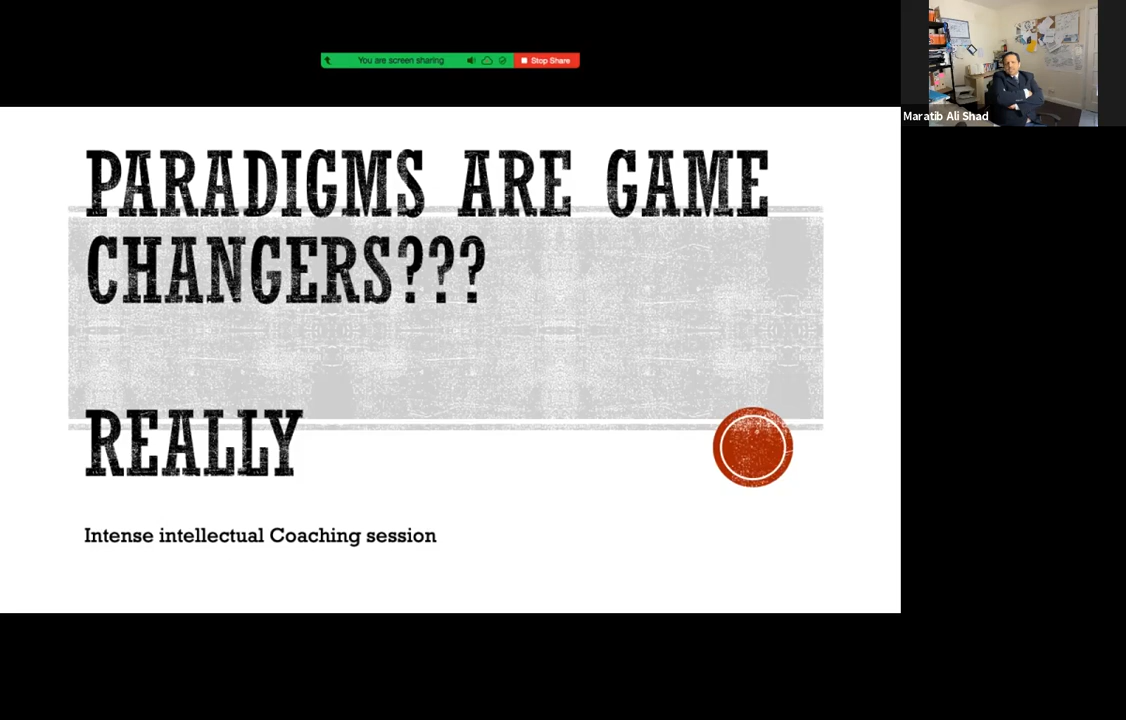 You are screen sharing
Stop Share
Maratib Ali Shad
PARADIGMS ARE GAME
CHANGERS???
REALLY
Intense intellectual Coaching session